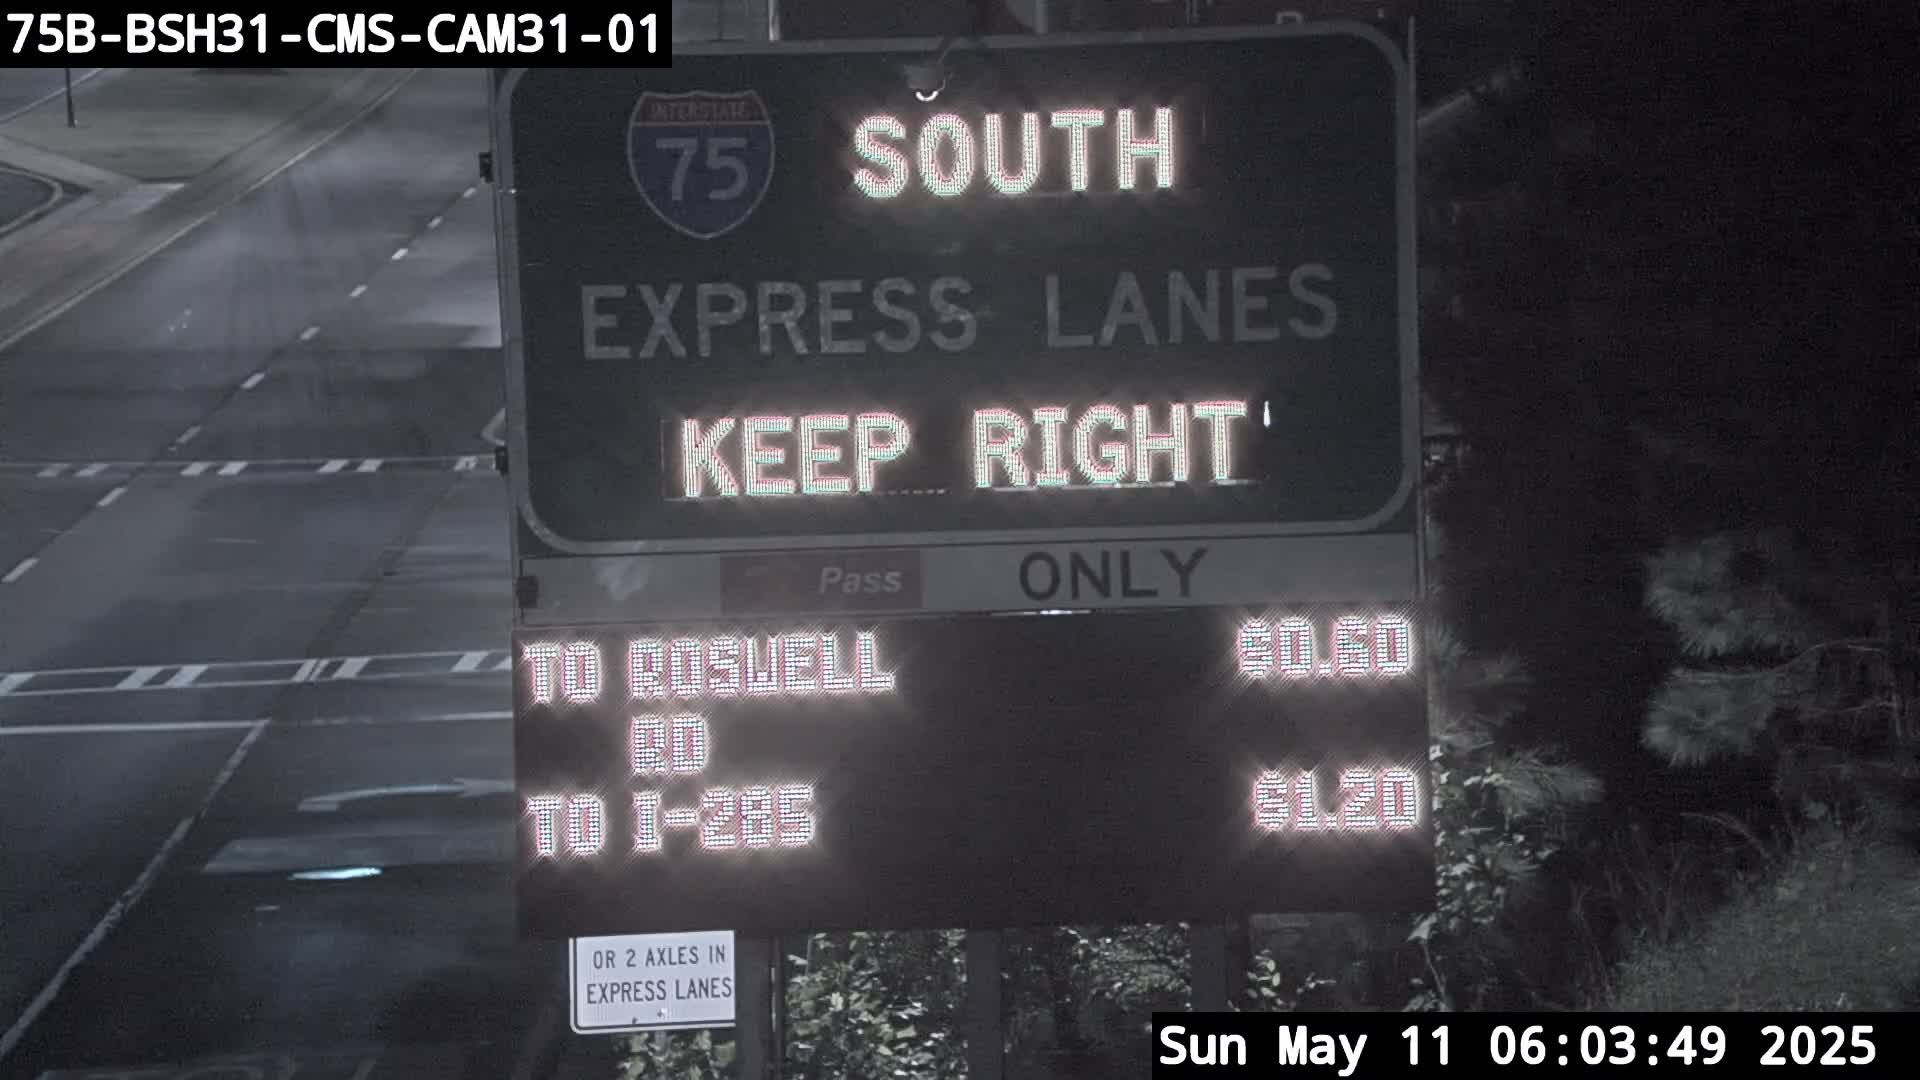 75B-BSH31-CMS-CAM31-01
INTERSTATE
75
SOUTH
EXPRESS LANES
KEEP RIGHT
Pass ONLY
TO ROSWELL $0.60
RD
TO I-285 $1.20
OR 2 AXLES IN
EXPRESS LANES
Sun May 11 06:03:49 2025